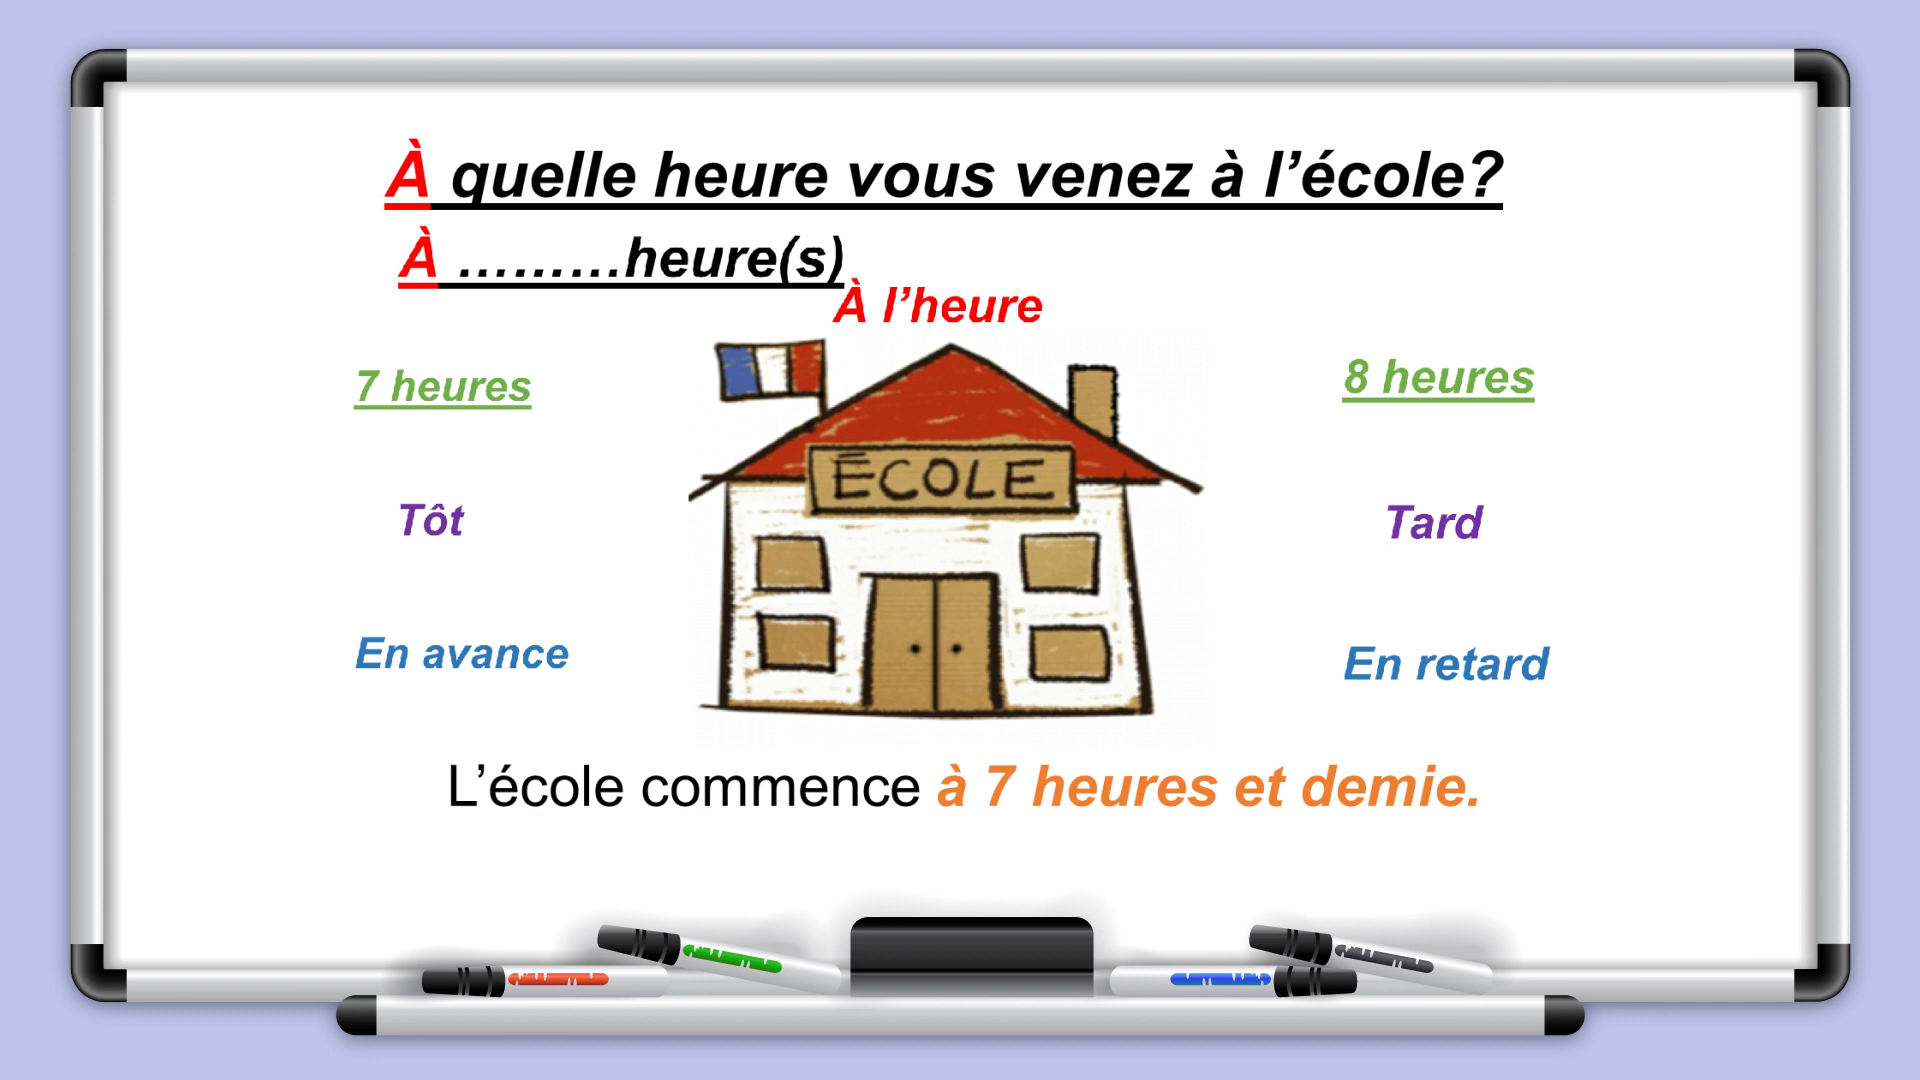 À quelle heure vous venez à l’école?
À ………heure(s)
À l’heure
7 heures
8 heures
ÉCOLE
Tôt
Tard
En avance
En retard
L’école commence à 7 heures et demie.